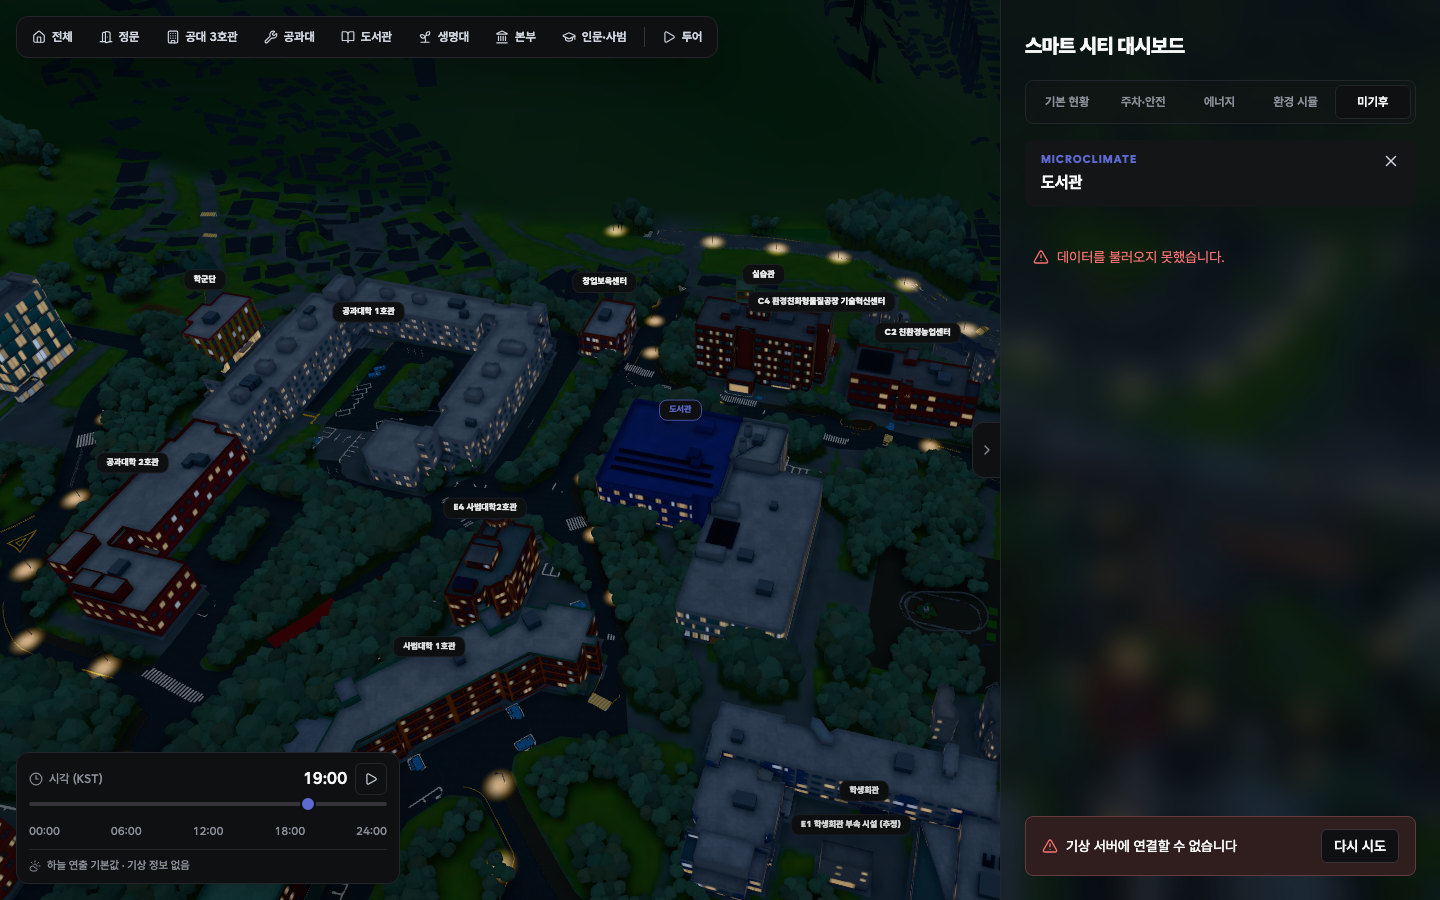 전체 정문 공대 3호관 공과대 도서관 생명대 본부 인문·사범 투어
스마트 시티 대시보드
기본 현황 주차·안전 에너지 환경 시뮬 미기후
MICROCLIMATE
도서관
데이터를 불러오지 못했습니다.
학군단
공과대학 1호관
창업보육센터
실습관
C4 환경친화형물질공장 기술혁신센터
C2 친환경농업센터
도서관
공과대학 2호관
E4 사범대학2호관
사범대학 1호관
학생회관
E1 학생회관 부속 시설 (추정)
시각 (KST) 19:00
00:00 06:00 12:00 18:00 24:00
하늘 연출 기본값 · 기상 정보 없음
기상 서버에 연결할 수 없습니다 다시 시도